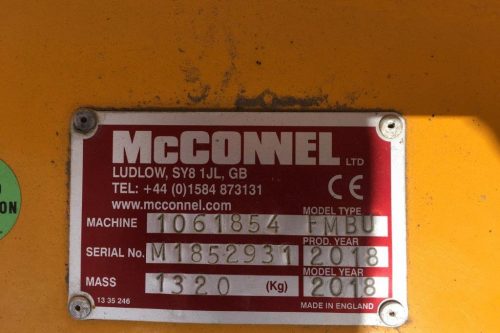 McCONNEL LTD
LUDLOW, SY8 1JL, GB
TEL: +44 (0)1584 873131
www.mcconnel.com
CE
MODEL TYPE
MACHINE 1061854 FMBU
PROD. YEAR
SERIAL No. M1852931 2018
MODEL YEAR
MASS 1320 (Kg) 2018
13 35 246 MADE IN ENGLAND
ON